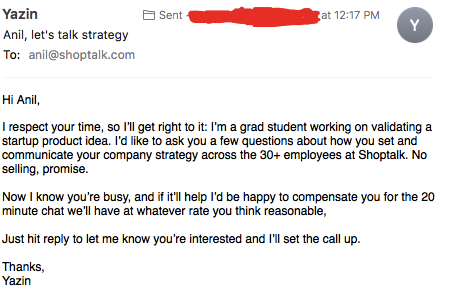 Yazin
Sent
at 12:17 PM
Y
Anil, let's talk strategy
To: anil@shoptalk.com
Hi Anil,
I respect your time, so I'll get right to it: I'm a grad student working on validating a
startup product idea. I'd like to ask you a few questions about how you set and
communicate your company strategy across the 30+ employees at Shoptalk. No
selling, promise.
Now I know you're busy, and if it'll help I'd be happy to compensate you for the 20
minute chat we'll have at whatever rate you think reasonable,
Just hit reply to let me know you're interested and I'll set the call up.
Thanks,
Yazin